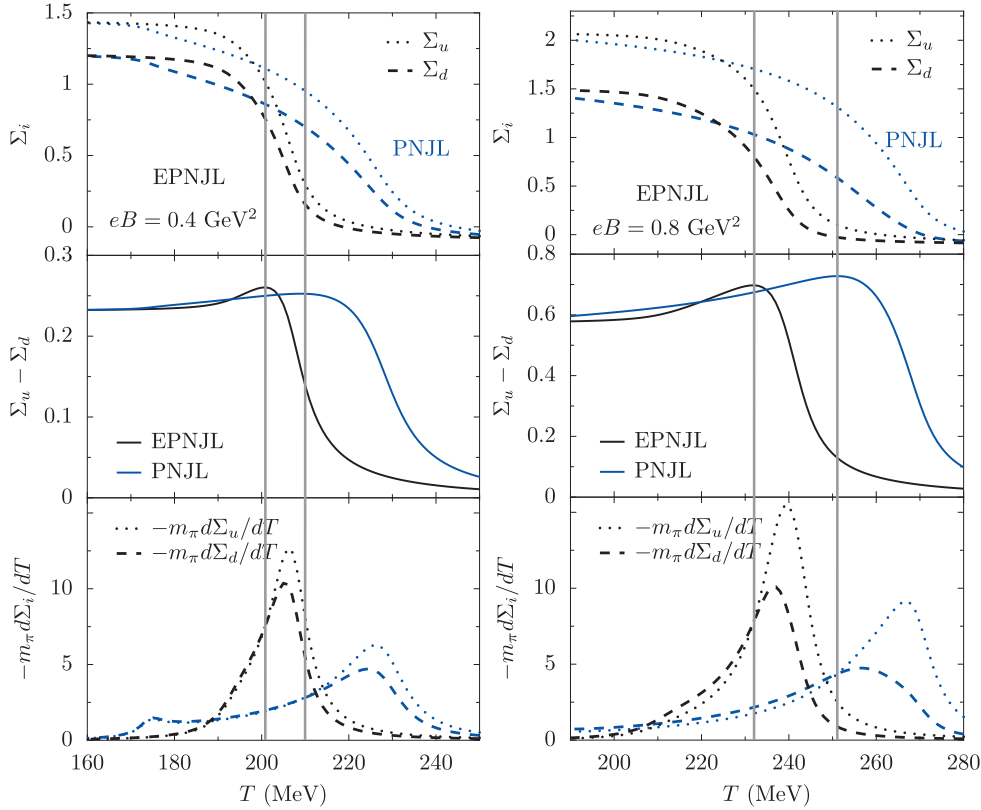 1.5
1
0.5
0
Σ_i
Σ_u
Σ_d
PNJL
EPNJL
eB = 0.4 GeV²
2
1.5
1
0.5
0
Σ_i
Σ_u
Σ_d
PNJL
EPNJL
eB = 0.8 GeV²
0.3
0.2
0.1
0
Σ_u − Σ_d
EPNJL
PNJL
0.8
0.6
0.4
0.2
0
Σ_u − Σ_d
EPNJL
PNJL
10
5
0
−m_π dΣ_i/dT
−m_π dΣ_u/dT
−m_π dΣ_d/dT
160 180 200 220 240
T (MeV)
15
10
5
0
−m_π dΣ_i/dT
−m_π dΣ_u/dT
−m_π dΣ_d/dT
200 220 240 260 280
T (MeV)